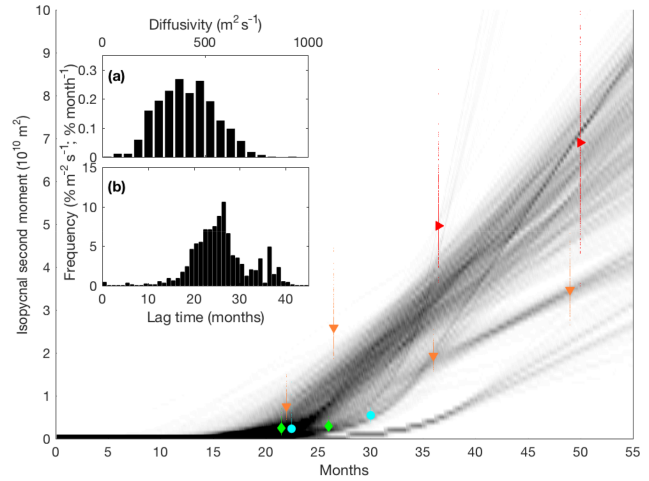 Diffusivity (m² s⁻¹)
0 500 1000
(a)
0.3
0.2
0.1
0
Frequency (% m⁻² s⁻¹; % month⁻¹)
(b)
15
10
5
0
0 10 20 30 40
Lag time (months)
Isopycnal second moment (10¹⁰ m²)
10
9
8
7
6
5
4
3
2
1
0
0 5 10 15 20 25 30 35 40 45 50 55
Months